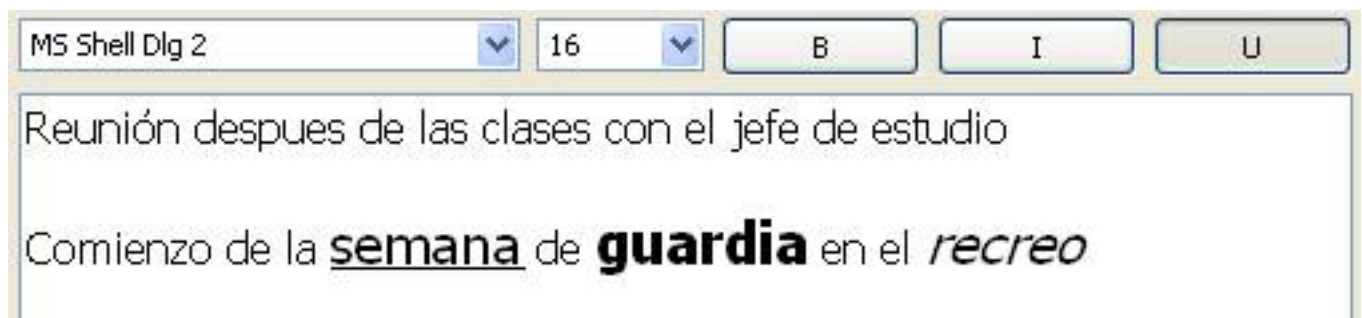 MS Shell Dlg 2 16 B I U
Reunión despues de las clases con el jefe de estudio
Comienzo de la semana de guardia en el recreo